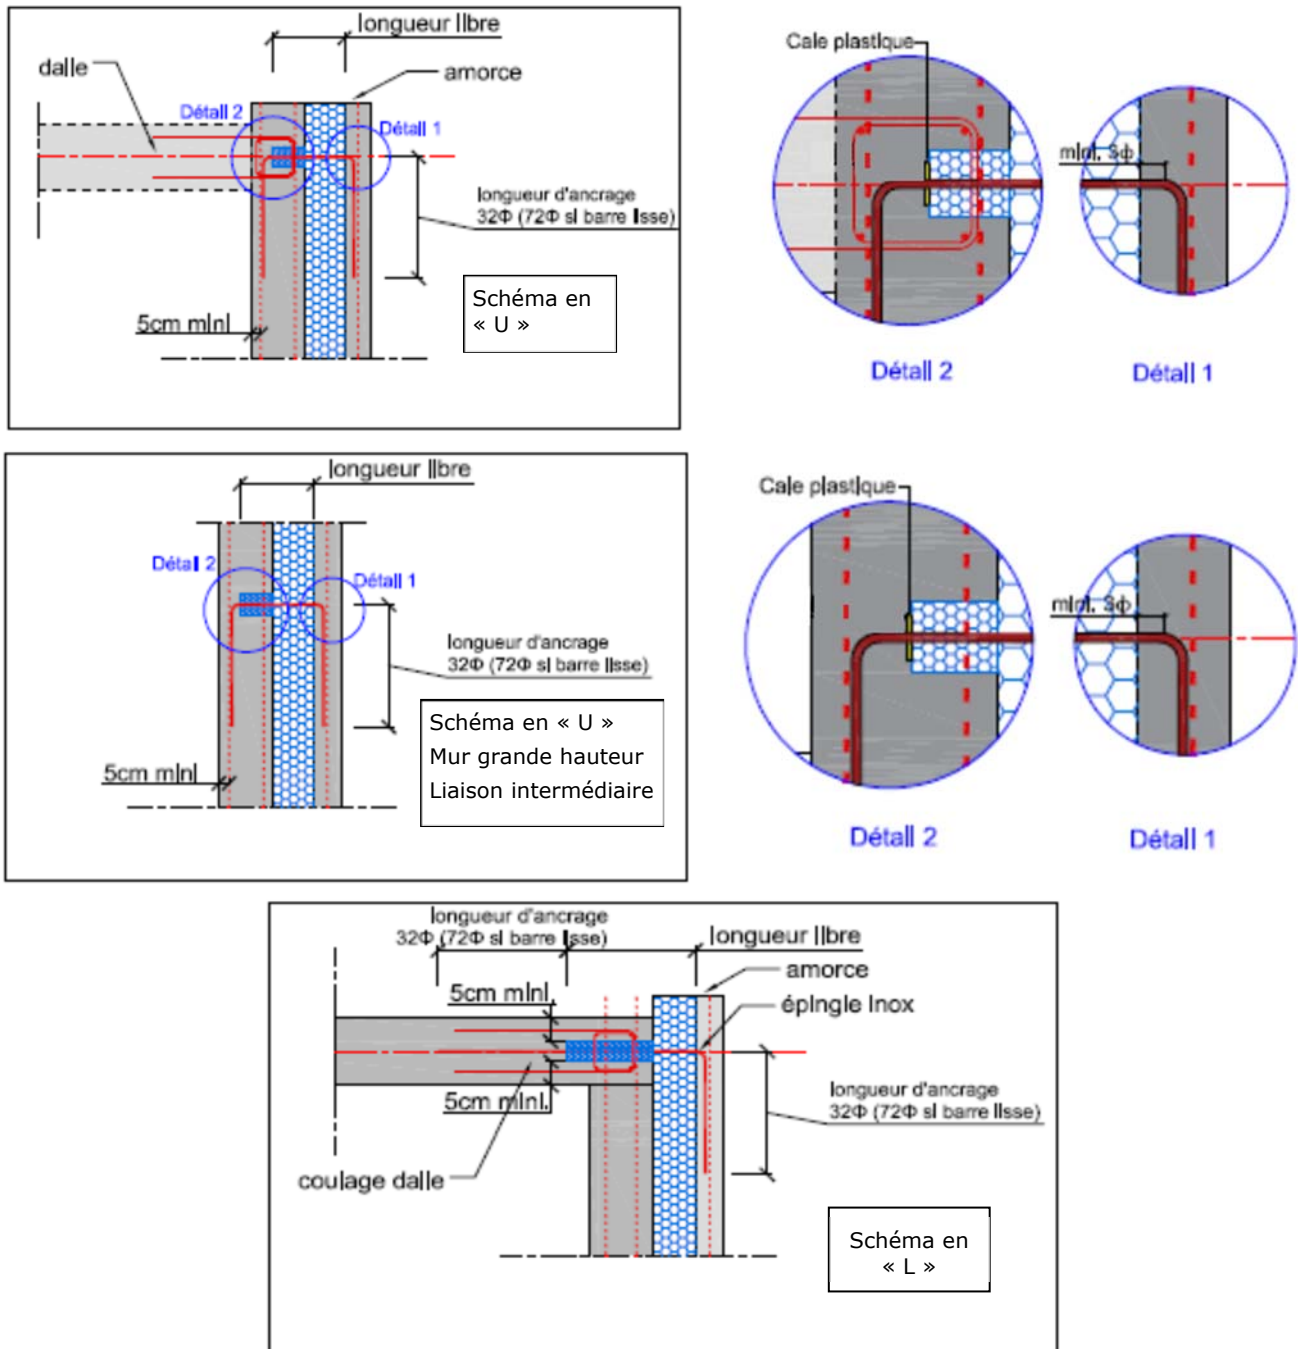 longueur libre
dalle
amorce
Détail 2
Détail 1
longueur d'ancrage
32Φ (72Φ si barre lisse)
5cm mini
Schéma en
« U »
Cale plastique
mini. 3ϕ
Détail 2
Détail 1
longueur libre
Détail 2
Détail 1
longueur d'ancrage
32Φ (72Φ si barre lisse)
5cm mini
Schéma en « U »
Mur grande hauteur
Liaison intermédiaire
Cale plastique
mini. 3ϕ
Détail 2
Détail 1
longueur d'ancrage
32Φ (72Φ si barre lisse)
longueur libre
amorce
5cm mini.
épingle inox
5cm mini.
longueur d'ancrage
32Φ (72Φ si barre lisse)
coulage dalle
Schéma en
« L »